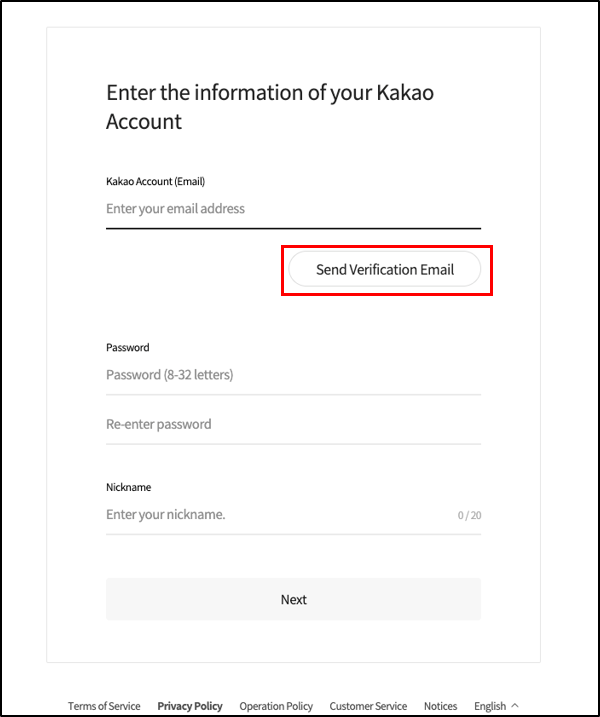 Enter the information of your Kakao
Account
Kakao Account (Email)
Enter your email address
Send Verification Email
Password
Password (8-32 letters)
Re-enter password
Nickname
Enter your nickname.
0 / 20
Next
Terms of Service Privacy Policy Operation Policy Customer Service Notices English